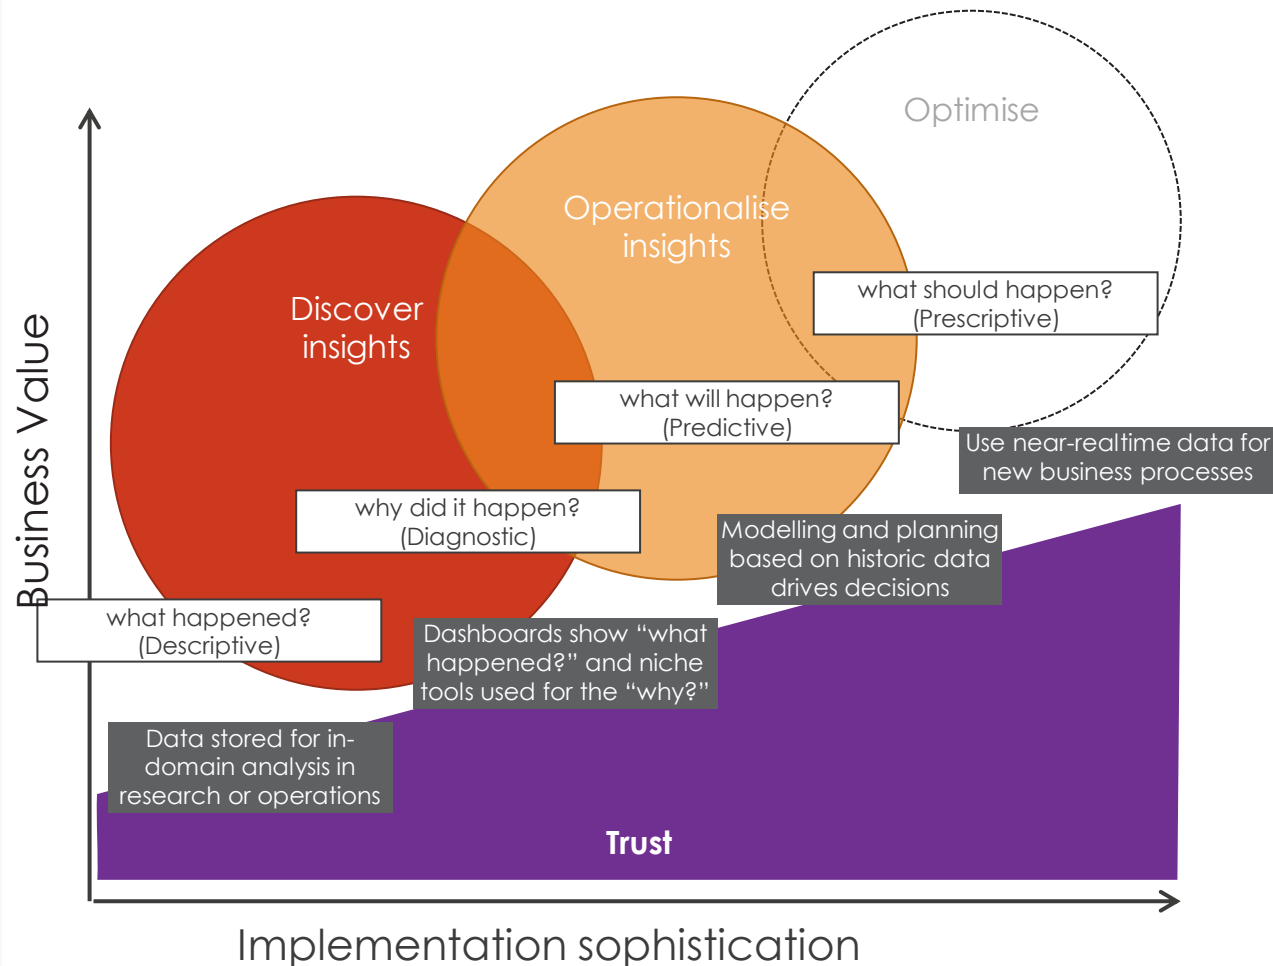 Optimise
Operationalise
insights
Discover
insights
what should happen?
(Prescriptive)
what will happen?
(Predictive)
why did it happen?
(Diagnostic)
what happened?
(Descriptive)
Use near-realtime data for
new business processes
Modelling and planning
based on historic data
drives decisions
Dashboards show “what
happened?” and niche
tools used for the “why?”
Data stored for in-
domain analysis in
research or operations
Trust
Business Value
Implementation sophistication